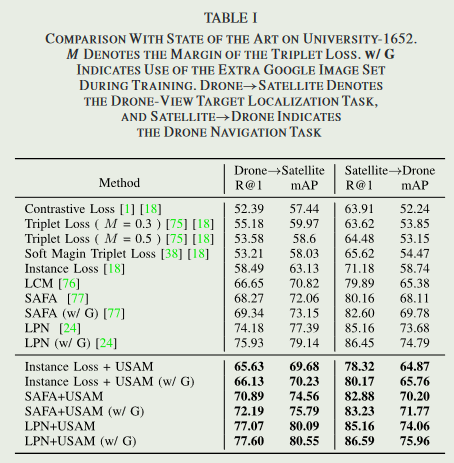 TABLE I
COMPARISON WITH STATE OF THE ART ON UNIVERSITY-1652.
M DENOTES THE MARGIN OF THE TRIPLET LOSS. w/ G
INDICATES USE OF THE EXTRA GOOGLE IMAGE SET
DURING TRAINING. DRONE→SATELLITE DENOTES
THE DRONE-VIEW TARGET LOCALIZATION TASK,
AND SATELLITE→DRONE INDICATES
THE DRONE NAVIGATION TASK
Method Drone→Satellite Satellite→Drone
R@1 mAP R@1 mAP
Contrastive Loss [1] [18] 52.39 57.44 63.91 52.24
Triplet Loss ( M = 0.3 ) [75] [18] 55.18 59.97 63.62 53.85
Triplet Loss ( M = 0.5 ) [75] [18] 53.58 58.6 64.48 53.15
Soft Magin Triplet Loss [38] [18] 53.21 58.03 65.62 54.47
Instance Loss [18] 58.49 63.13 71.18 58.74
LCM [76] 66.65 70.82 79.89 65.38
SAFA [77] 68.27 72.06 80.16 68.11
SAFA (w/ G) [77] 69.34 73.15 82.60 69.78
LPN [24] 74.18 77.39 85.16 73.68
LPN (w/ G) [24] 75.93 79.14 86.45 74.79
Instance Loss + USAM 65.63 69.68 78.32 64.87
Instance Loss + USAM (w/ G) 66.13 70.23 80.17 65.76
SAFA+USAM 70.89 74.56 82.88 70.20
SAFA+USAM (w/ G) 72.19 75.79 83.23 71.77
LPN+USAM 77.07 80.09 85.16 74.06
LPN+USAM (w/ G) 77.60 80.55 86.59 75.96